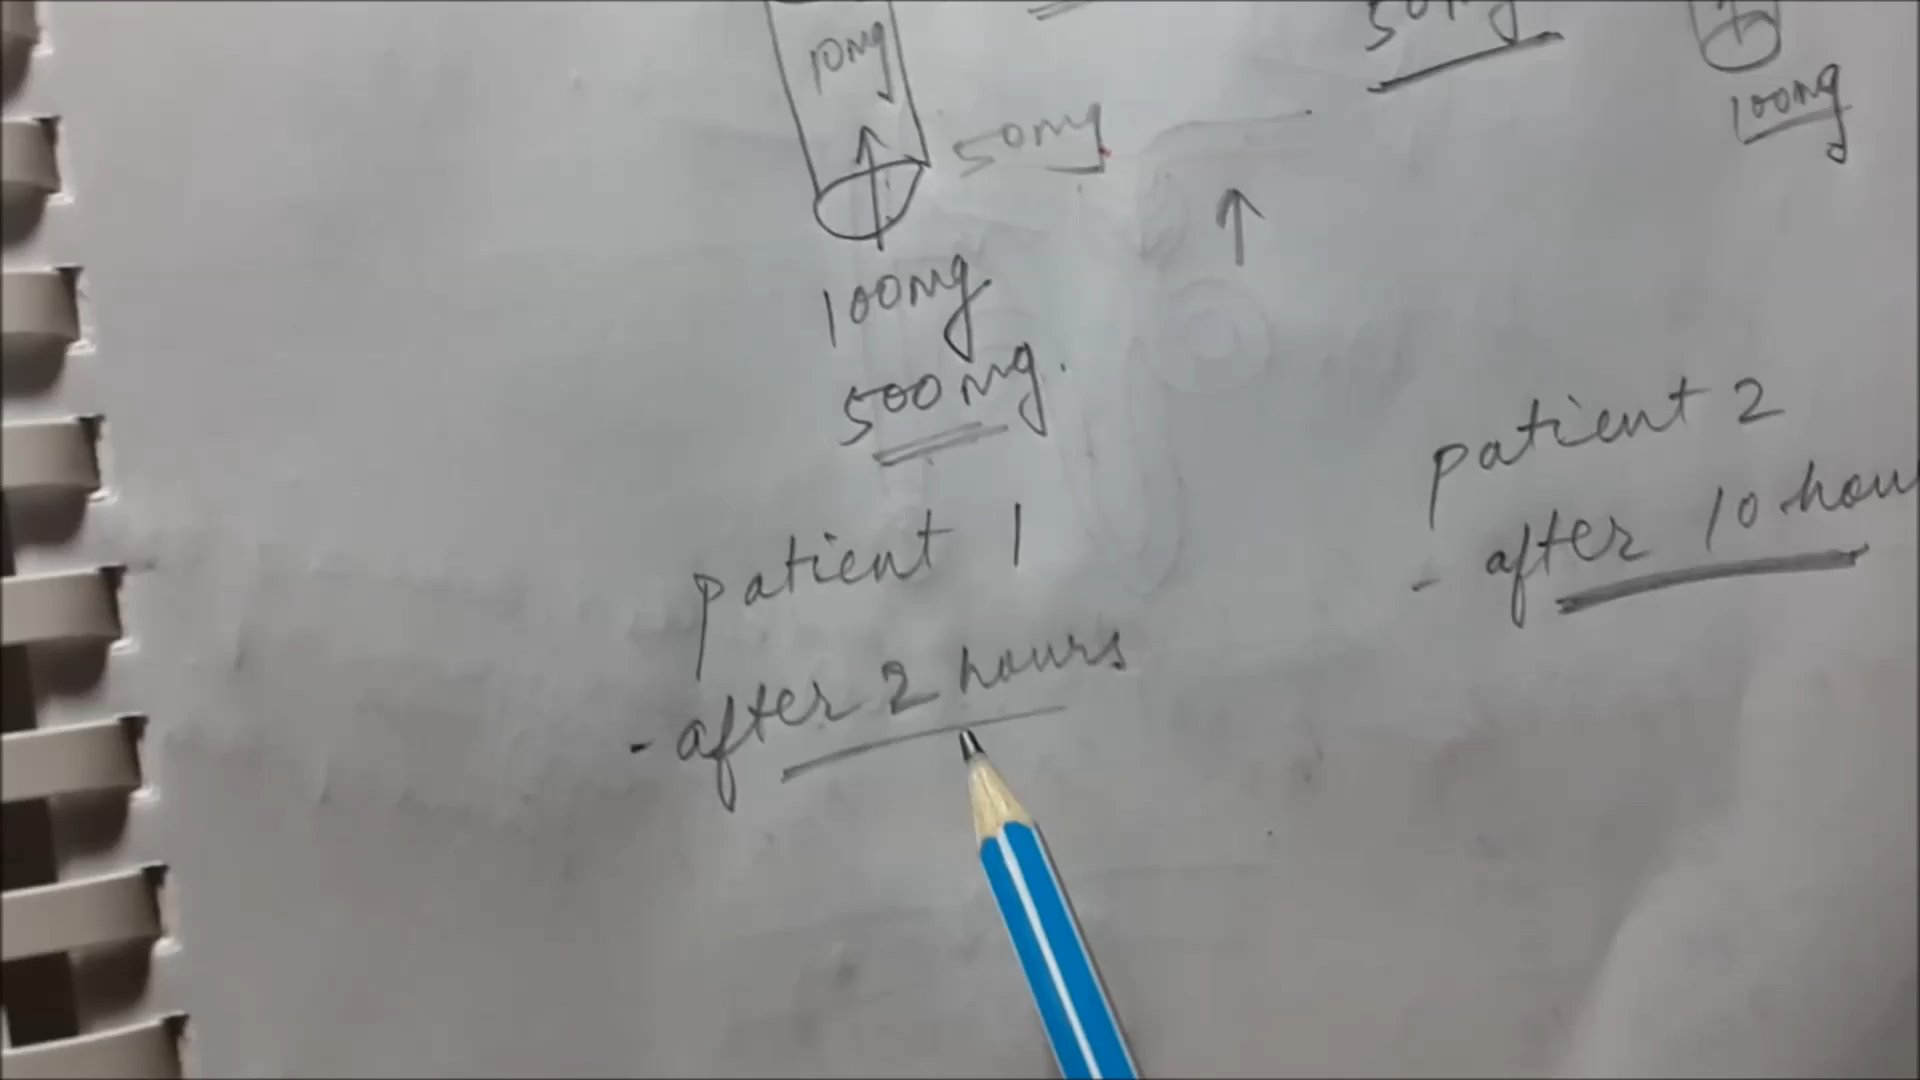 10mg
50mg
50mg
100mg
100mg
500mg.
patient 1
- after 2 hours
patient 2
- after 10 hou